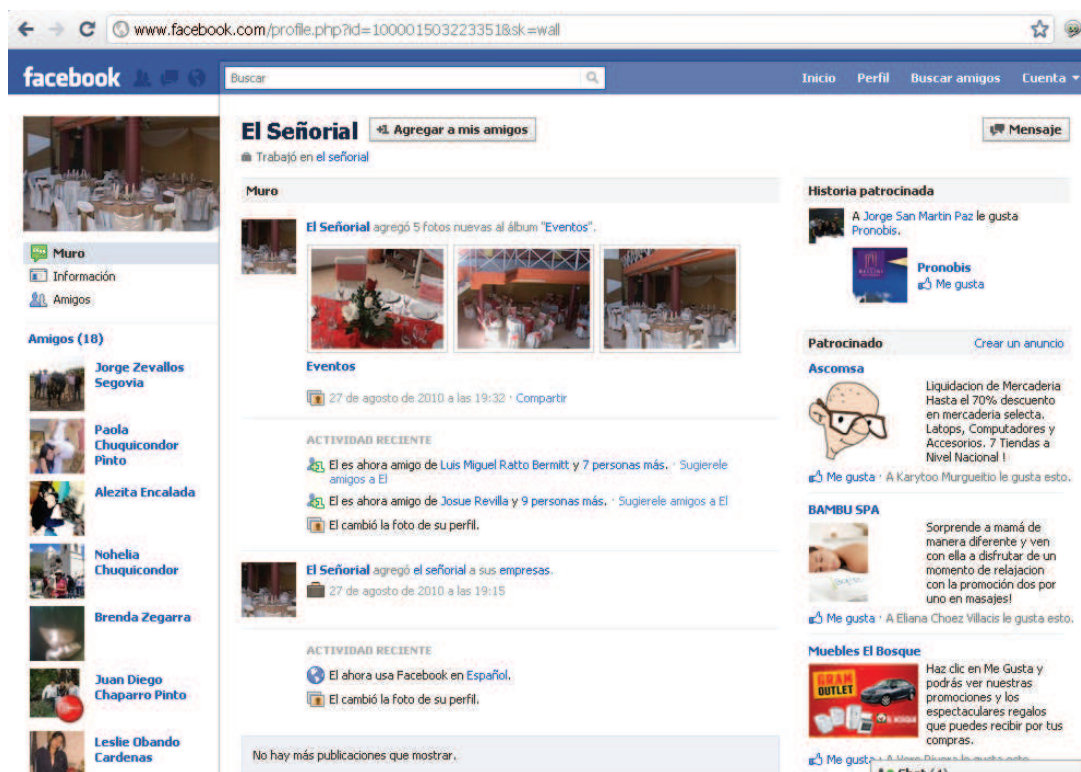 www.facebook.com/profile.php?id=100001503223351&sk=wall
facebook
Buscar
Inicio Perfil Buscar amigos Cuenta
El Señorial
+1 Agregar a mis amigos
Mensaje
Trabajó en el señorial
Muro
Información
Amigos
Amigos (18)
Jorge Zevallos
Segovia
Paola
Chuquicondor
Pinto
Alezita Encalada
Nohelia
Chuquicondor
Brenda Zegarra
Juan Diego
Chaparro Pinto
Leslie Obando
Cardenas
Muro
El Señorial agregó 5 fotos nuevas al álbum "Eventos".
Eventos
27 de agosto de 2010 a las 19:32 · Compartir
ACTIVIDAD RECIENTE
El es ahora amigo de Luis Miguel Ratto Bermitt y 7 personas más. · Sugierele
amigos a El
El es ahora amigo de Josue Revilla y 9 personas más. · Sugierele amigos a El
El cambió la foto de su perfil.
El Señorial agregó el señorial a sus empresas.
27 de agosto de 2010 a las 19:15
ACTIVIDAD RECIENTE
El ahora usa Facebook en Español.
El cambió la foto de su perfil.
No hay más publicaciones que mostrar.
Historia patrocinada
A Jorge San Martin Paz le gusta
Pronobis.
Pronobis
Me gusta
Patrocinado Crear un anuncio
Ascomsa
Liquidacion de Mercaderia
Hasta el 70% descuento
en mercaderia selecta.
Latops, Computadores y
Accesorios. 7 Tiendas a
Nivel Nacional !
Me gusta · A Karytoo Murgueitio le gusta esto.
BAMBU SPA
Sorprende a mamá de
manera diferente y ven
con ella a disfrutar de un
momento de relajacion
con la promoción dos por
uno en masajes!
Me gusta · A Eliana Choez Villacis le gusta esto.
Muebles El Bosque
GRAN
OUTLET
EL BOSQUE
Haz clic en Me Gusta y
podrás ver nuestras
promociones y los
espectaculares regalos
que puedes recibir por tus
compras.
Me gusta